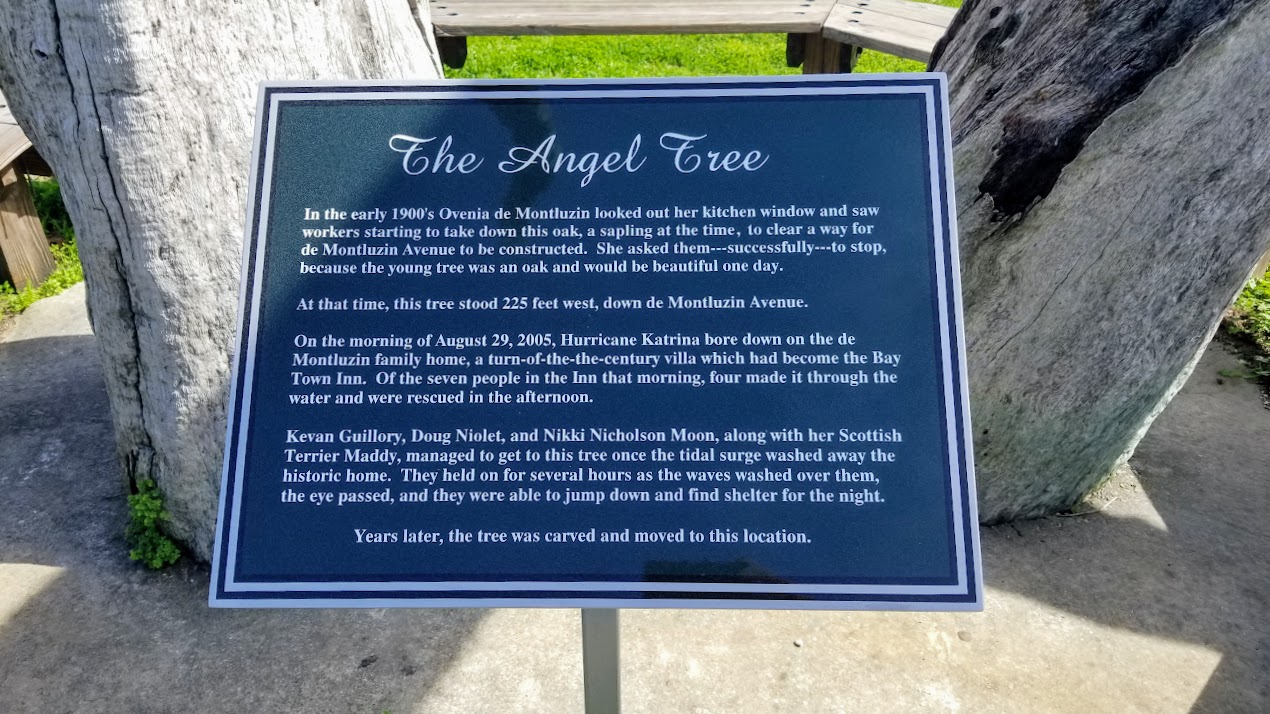 The Angel Tree
In the early 1900's Ovenia de Montluzin looked out her kitchen window and saw
workers starting to take down this oak, a sapling at the time, to clear a way for
de Montluzin Avenue to be constructed. She asked them---successfully---to stop,
because the young tree was an oak and would be beautiful one day.
At that time, this tree stood 225 feet west, down de Montluzin Avenue.
On the morning of August 29, 2005, Hurricane Katrina bore down on the de
Montluzin family home, a turn-of-the-the-century villa which had become the Bay
Town Inn. Of the seven people in the Inn that morning, four made it through the
water and were rescued in the afternoon.
Kevan Guillory, Doug Niolet, and Nikki Nicholson Moon, along with her Scottish
Terrier Maddy, managed to get to this tree once the tidal surge washed away the
historic home. They held on for several hours as the waves washed over them,
the eye passed, and they were able to jump down and find shelter for the night.
Years later, the tree was carved and moved to this location.